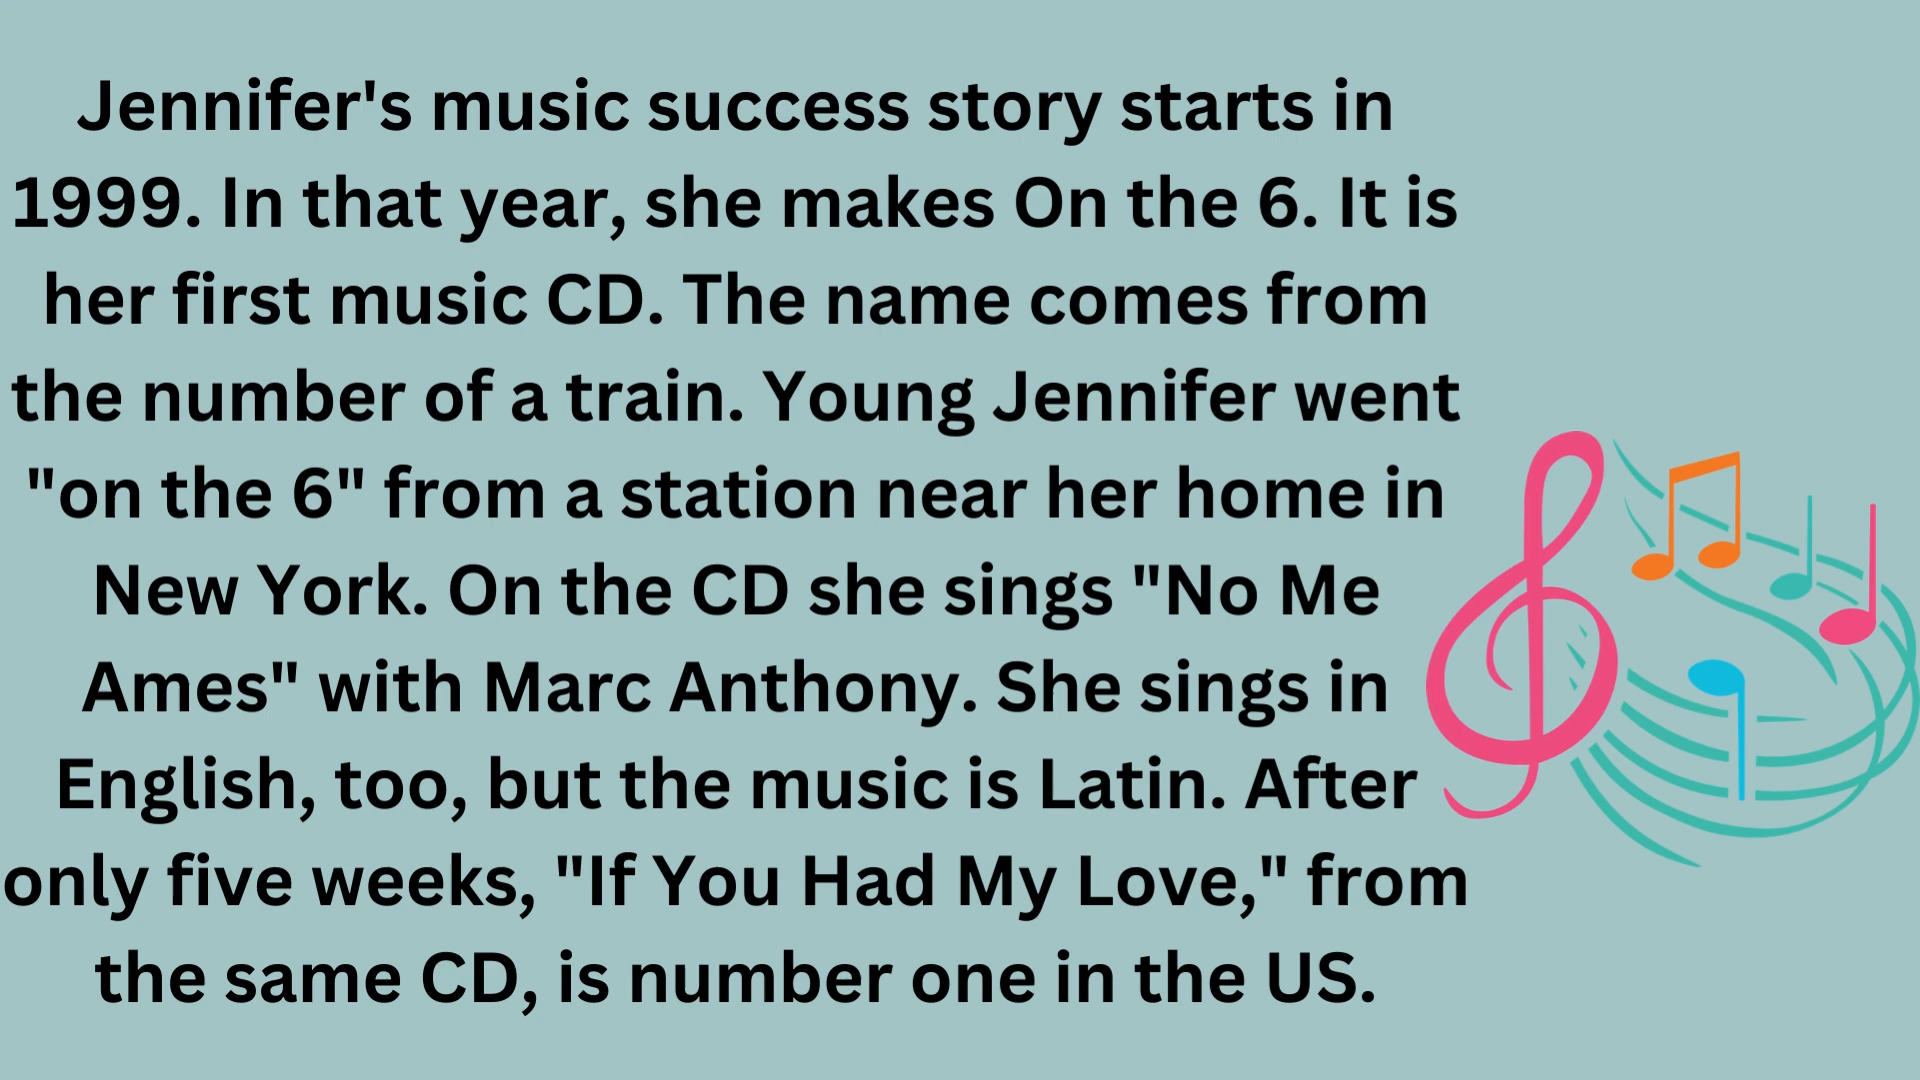 Jennifer's music success story starts in
1999. In that year, she makes On the 6. It is
her first music CD. The name comes from
the number of a train. Young Jennifer went
"on the 6" from a station near her home in
New York. On the CD she sings "No Me
Ames" with Marc Anthony. She sings in
English, too, but the music is Latin. After
only five weeks, "If You Had My Love," from
the same CD, is number one in the US.